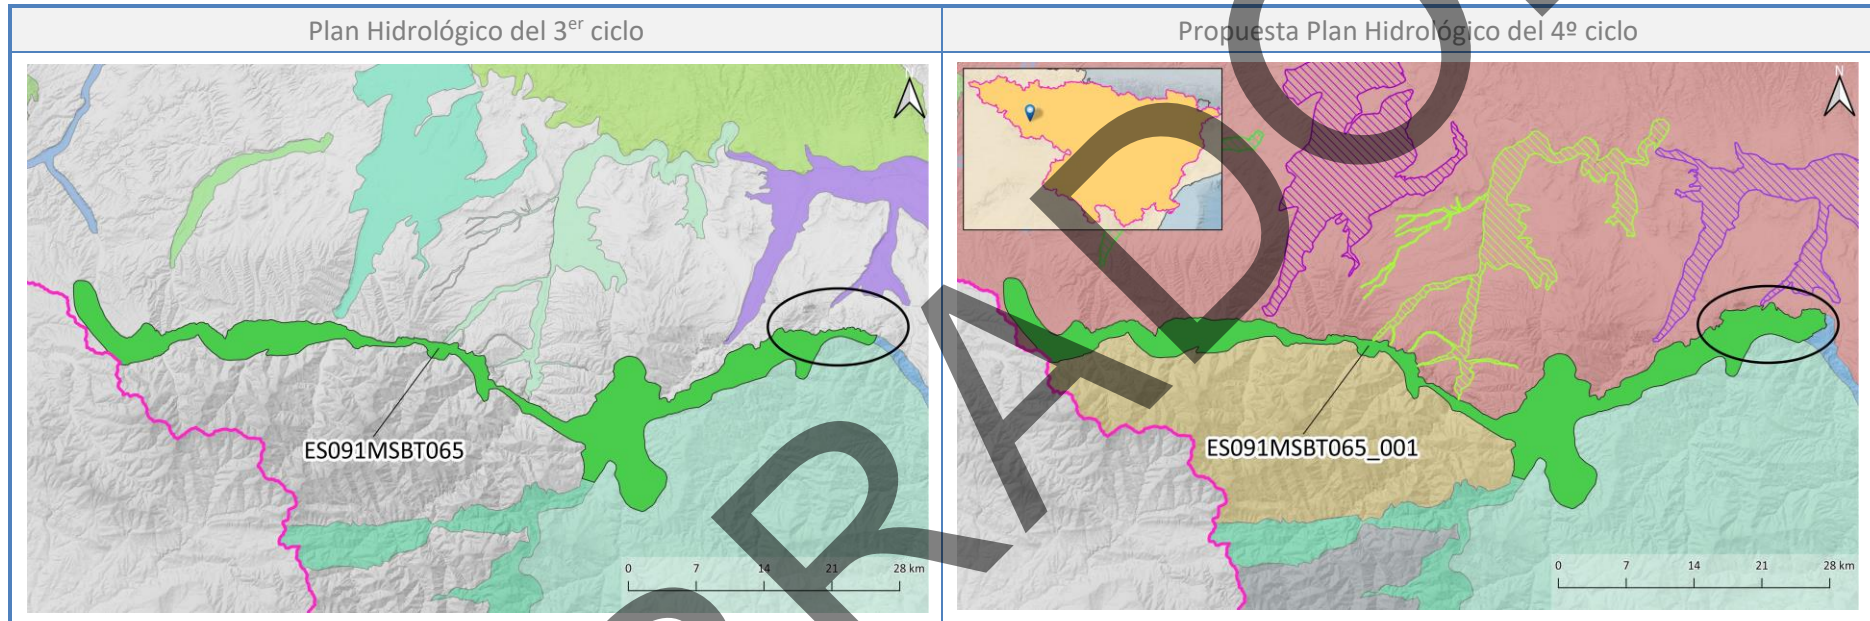 Plan Hidrológico del 3er ciclo
Propuesta Plan Hidrológico del 4º ciclo
N
ES091MSBT065
0 7 14 21 28 km
N
ES091MSBT065_001
0 7 14 21 28 km